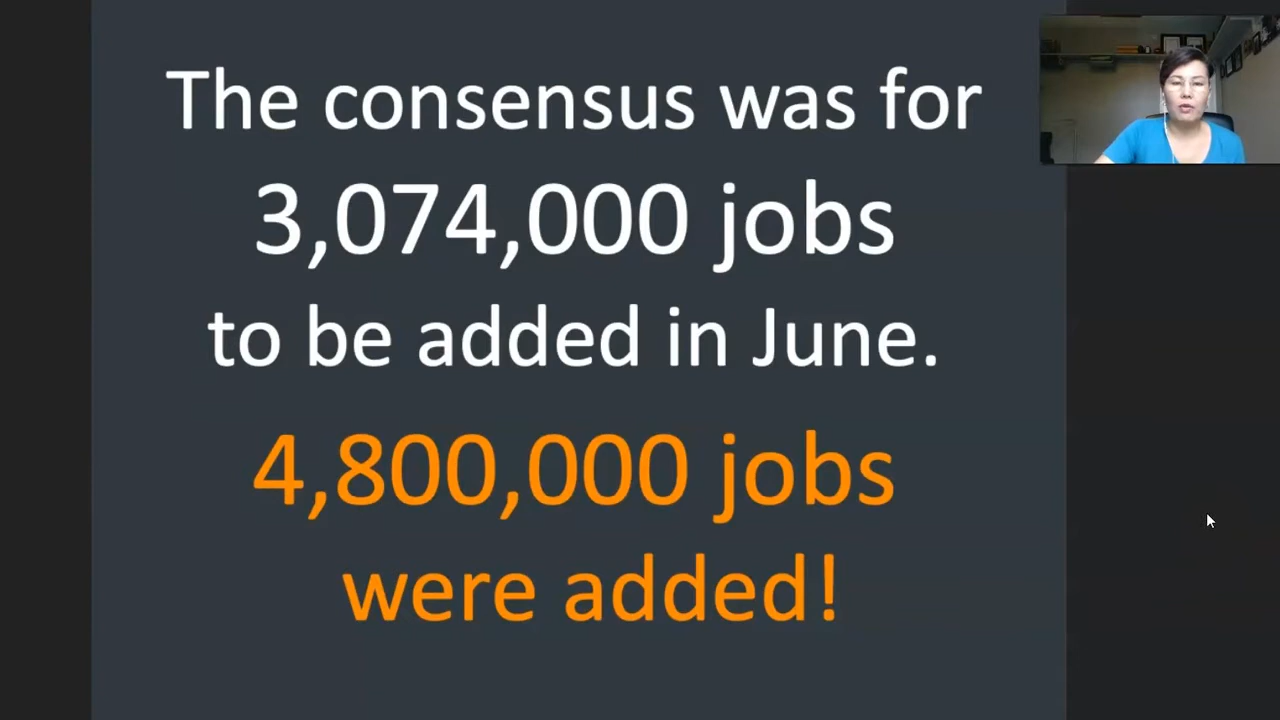 The consensus was for
3,074,000 jobs
to be added in June.
4,800,000 jobs
were added!